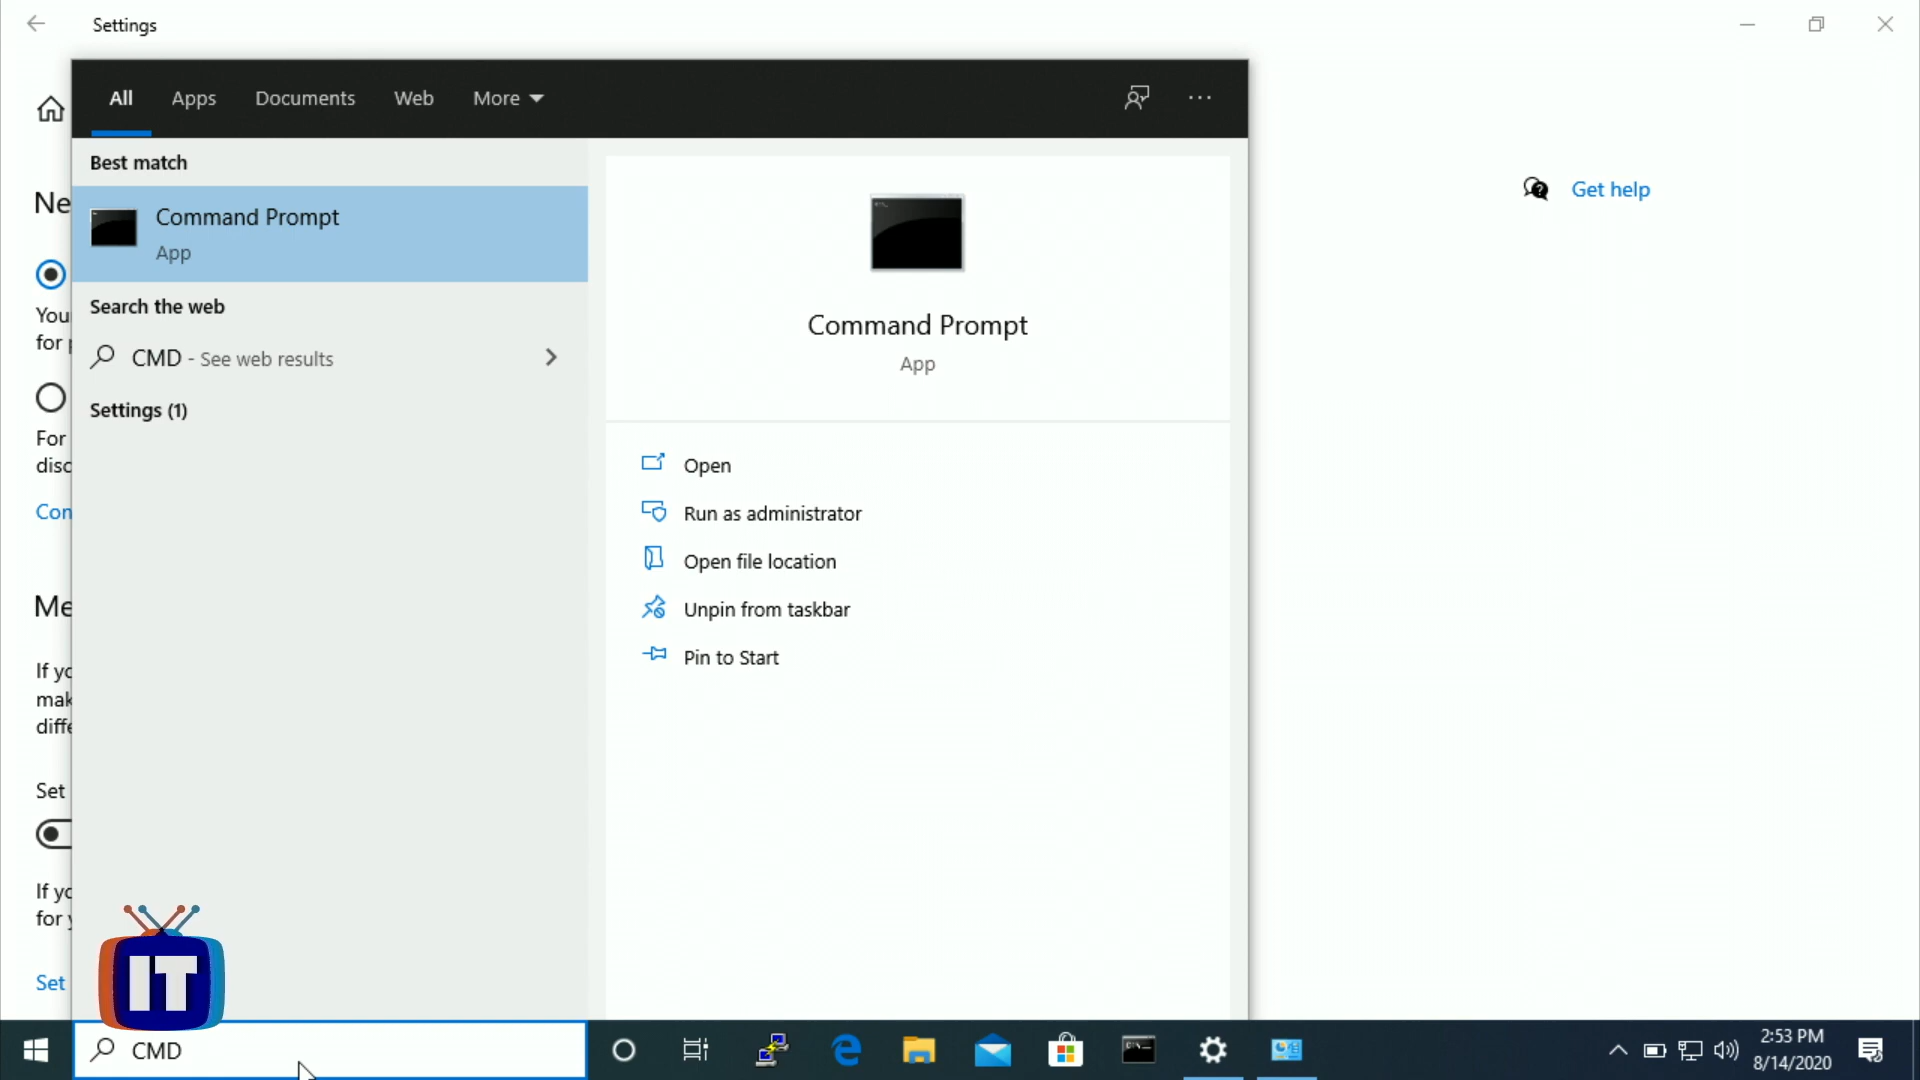 Settings
All
Apps
Documents
Web
More
Best match
Command Prompt
App
Search the web
CMD - See web results
Settings (1)
Command Prompt
App
Open
Run as administrator
Open file location
Unpin from taskbar
Pin to Start
Get help
Ne
You
for
For
disc
Con
Me
If yo
mak
diffe
Set
If yo
for y
Set
IT
CMD
2:53 PM
8/14/2020